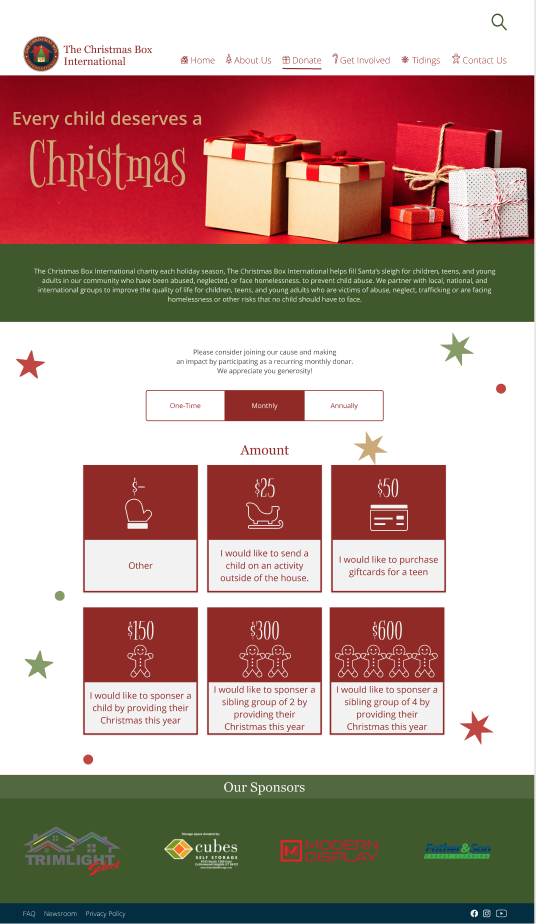 The Christmas Box
International
Home About Us Donate Get Involved Tidings Contact Us
Every child deserves a
Christmas
The Christmas Box International charity each holiday season, The Christmas Box International helps fill Santa's sleigh for children, teens, and young
adults in our community who have been abused, neglected, or face homelessness. to prevent child abuse. We partner with local, national, and
international groups to improve the quality of life for children, teens, and young adults who are victims of abuse, neglect, trafficking or are facing
homelessness or other risks that no child should have to face.
Please consider joining our cause and making
an impact by participating as a recurring monthly donar.
We appreciate you generosity!
One-Time Monthly Annually
Amount
$-
Other
$25
I would like to send a
child on an activity
outside of the house.
$50
I would like to purchase
giftcards for a teen
$150
I would like to sponser a
child by providing their
Christmas this year
$300
I would like to sponser a
sibling group of 2 by
providing their
Christmas this year
$600
I would like to sponser a
sibling group of 4 by
providing their
Christmas this year
Our Sponsors
TRIMLIGHT
Select
Storage space donated by:
cubes
SELF STORAGE
MODERN
DISPLAY
Father & Son
CARPET CLEANING
FAQ Newsroom Privacy Policy